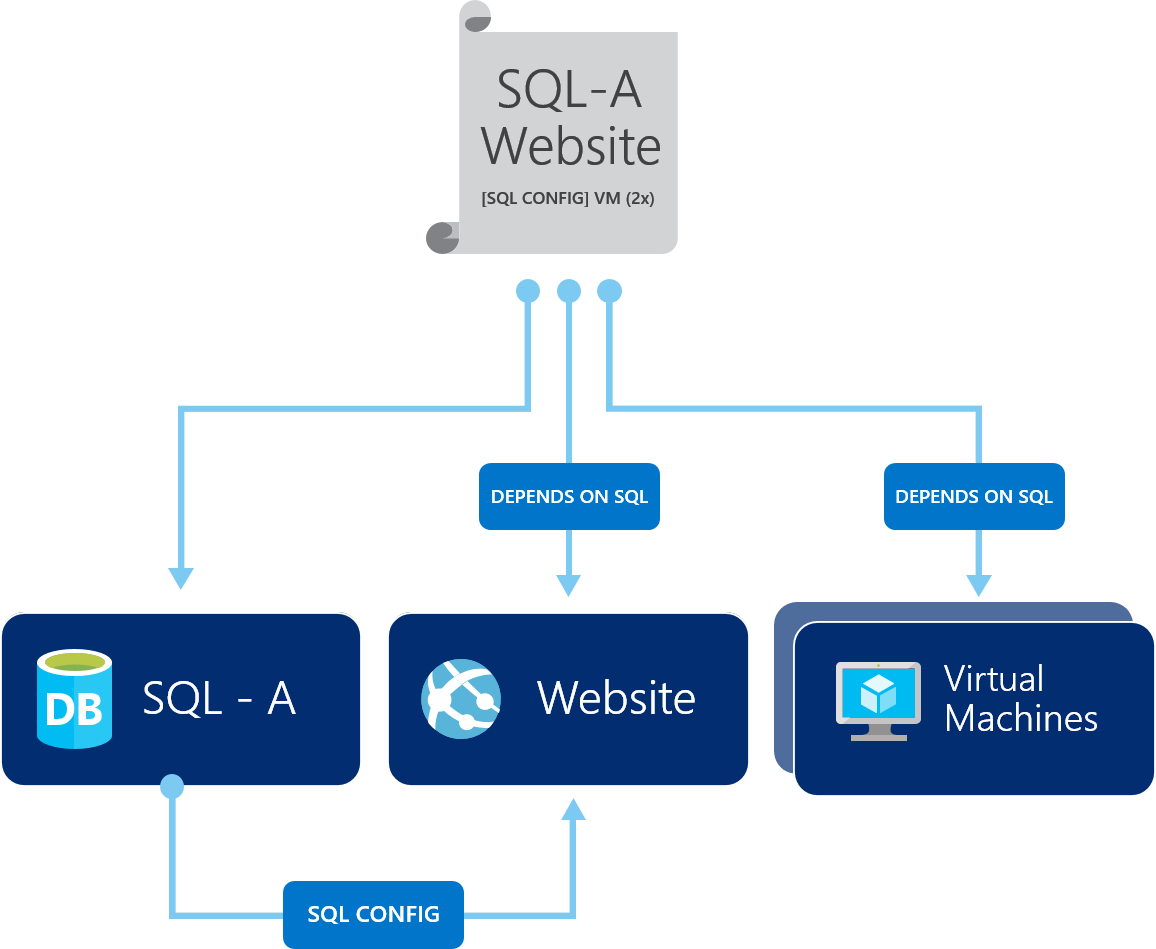 SQL-A
Website
[SQL CONFIG] VM (2x)
DEPENDS ON SQL
DEPENDS ON SQL
DB
SQL - A
Website
Virtual
Machines
SQL CONFIG